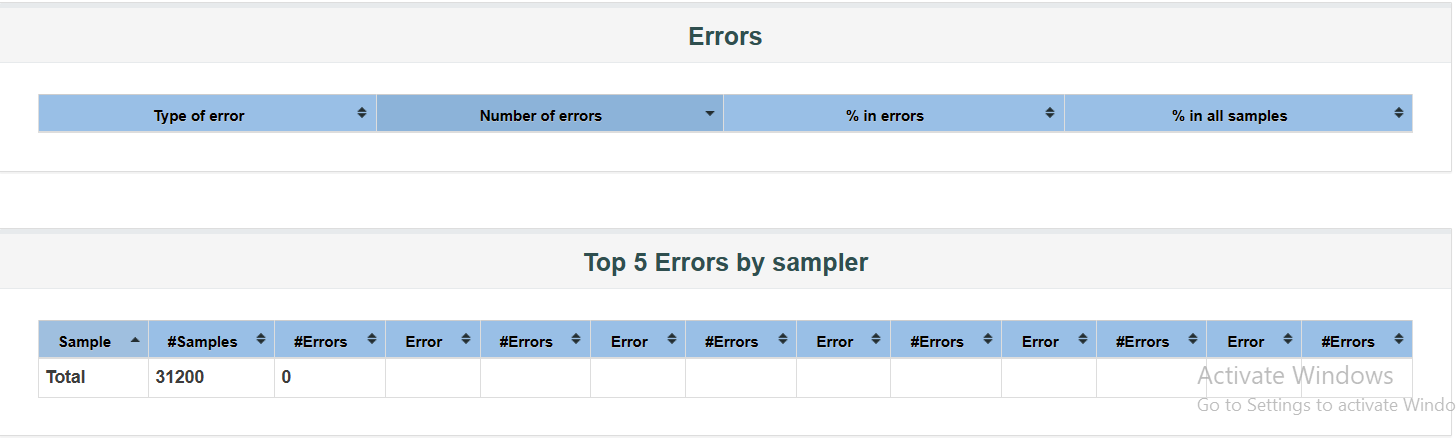 Errors
Type of error Number of errors % in errors % in all samples
Top 5 Errors by sampler
Sample #Samples #Errors Error #Errors Error #Errors Error #Errors Error #Errors Error #Errors
Total 31200 0
Activate Windows
Go to Settings to activate Windo